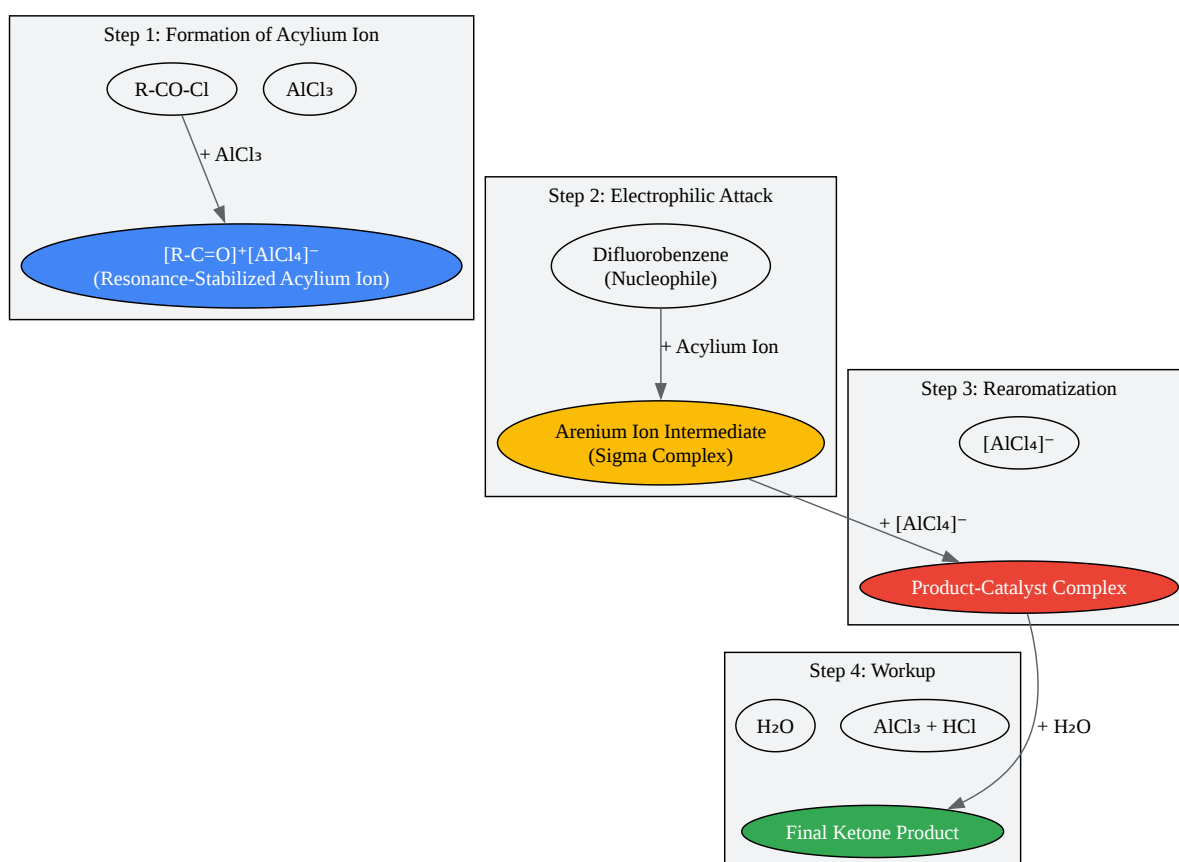 Step 1: Formation of Acylium Ion
R-CO-Cl
AlCl₃
+ AlCl₃
[R-C=O]⁺[AlCl₄]⁻
(Resonance-Stabilized Acylium Ion)
Step 2: Electrophilic Attack
Difluorobenzene
(Nucleophile)
+ Acylium Ion
Arenium Ion Intermediate
(Sigma Complex)
Step 3: Rearomatization
[AlCl₄]⁻
+ [AlCl₄]⁻
Product-Catalyst Complex
Step 4: Workup
H₂O
AlCl₃ + HCl
+ H₂O
Final Ketone Product